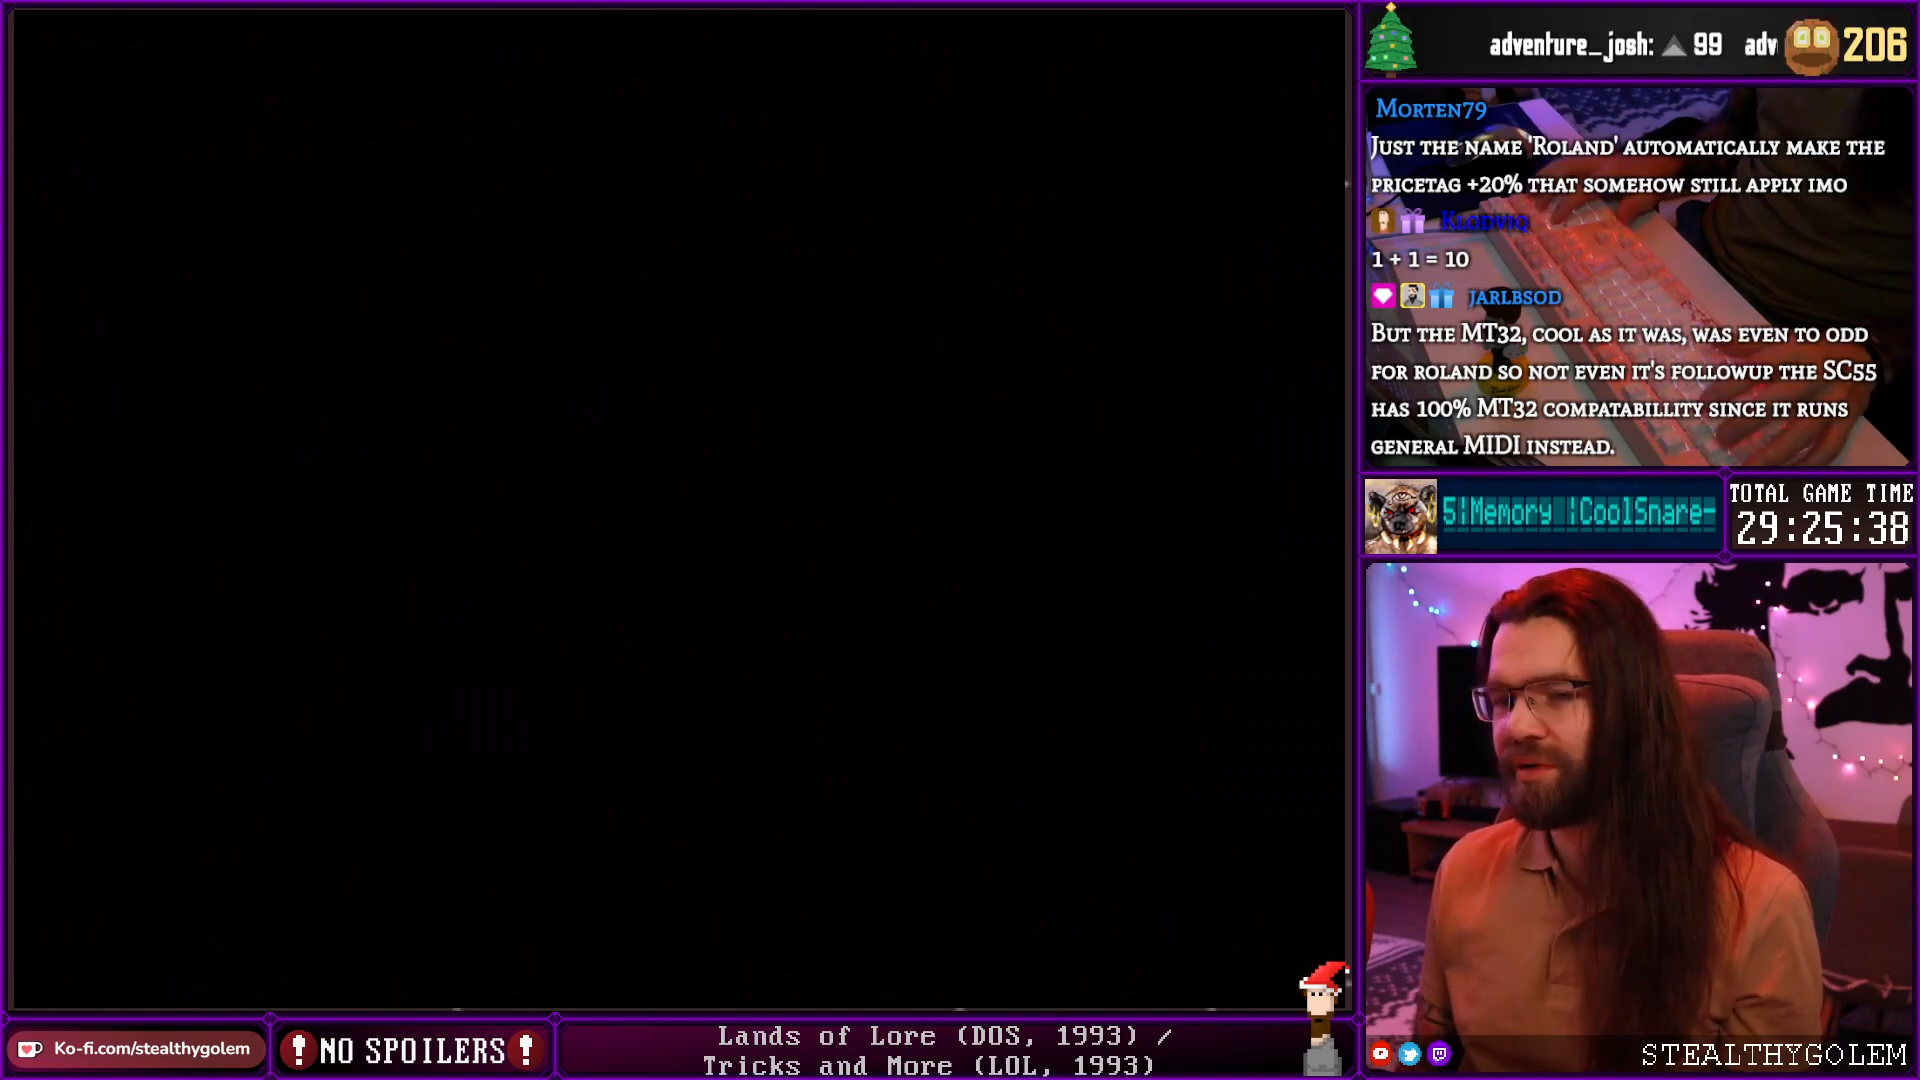 adventure_josh: 99 adv
206
Morten79
Just the name 'Roland' automatically make the
pricetag +20% that somehow still apply imo
Klodviq
1 + 1 = 10
jarlbsod
But the MT32, cool as it was, was even to odd
for roland so not even it's followup the SC55
has 100% MT32 compatabillity since it runs
general MIDI instead.
5|Memory |CoolSnare-
TOTAL GAME TIME
29:25:38
Ko-fi.com/stealthygolem
! NO SPOILERS !
Lands of Lore (DOS, 1993) /
Tricks and More (LOL, 1993)
STEALTHYGOLEM